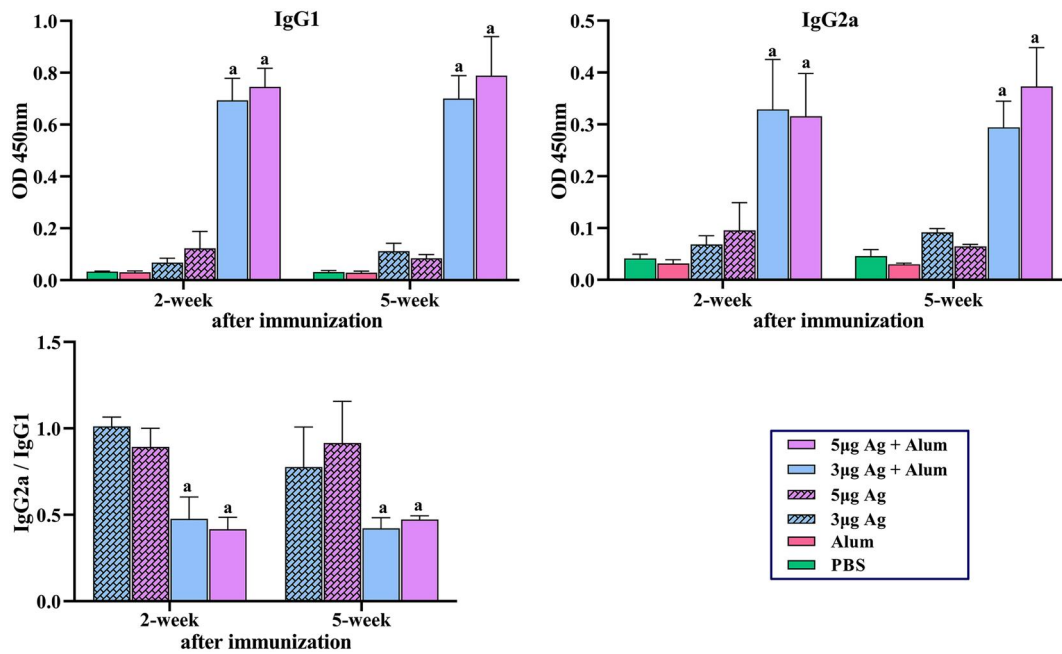 IgG1
1.0
0.8
0.6
0.4
0.2
0.0
OD 450nm
a
a
a
a
2-week
5-week
after immunization
IgG2a
0.5
0.4
0.3
0.2
0.1
0.0
OD 450nm
a
a
a
a
2-week
5-week
after immunization
1.5
1.0
0.5
0.0
IgG2a / IgG1
a
a
a
a
2-week
5-week
after immunization
5µg Ag + Alum
3µg Ag + Alum
5µg Ag
3µg Ag
Alum
PBS